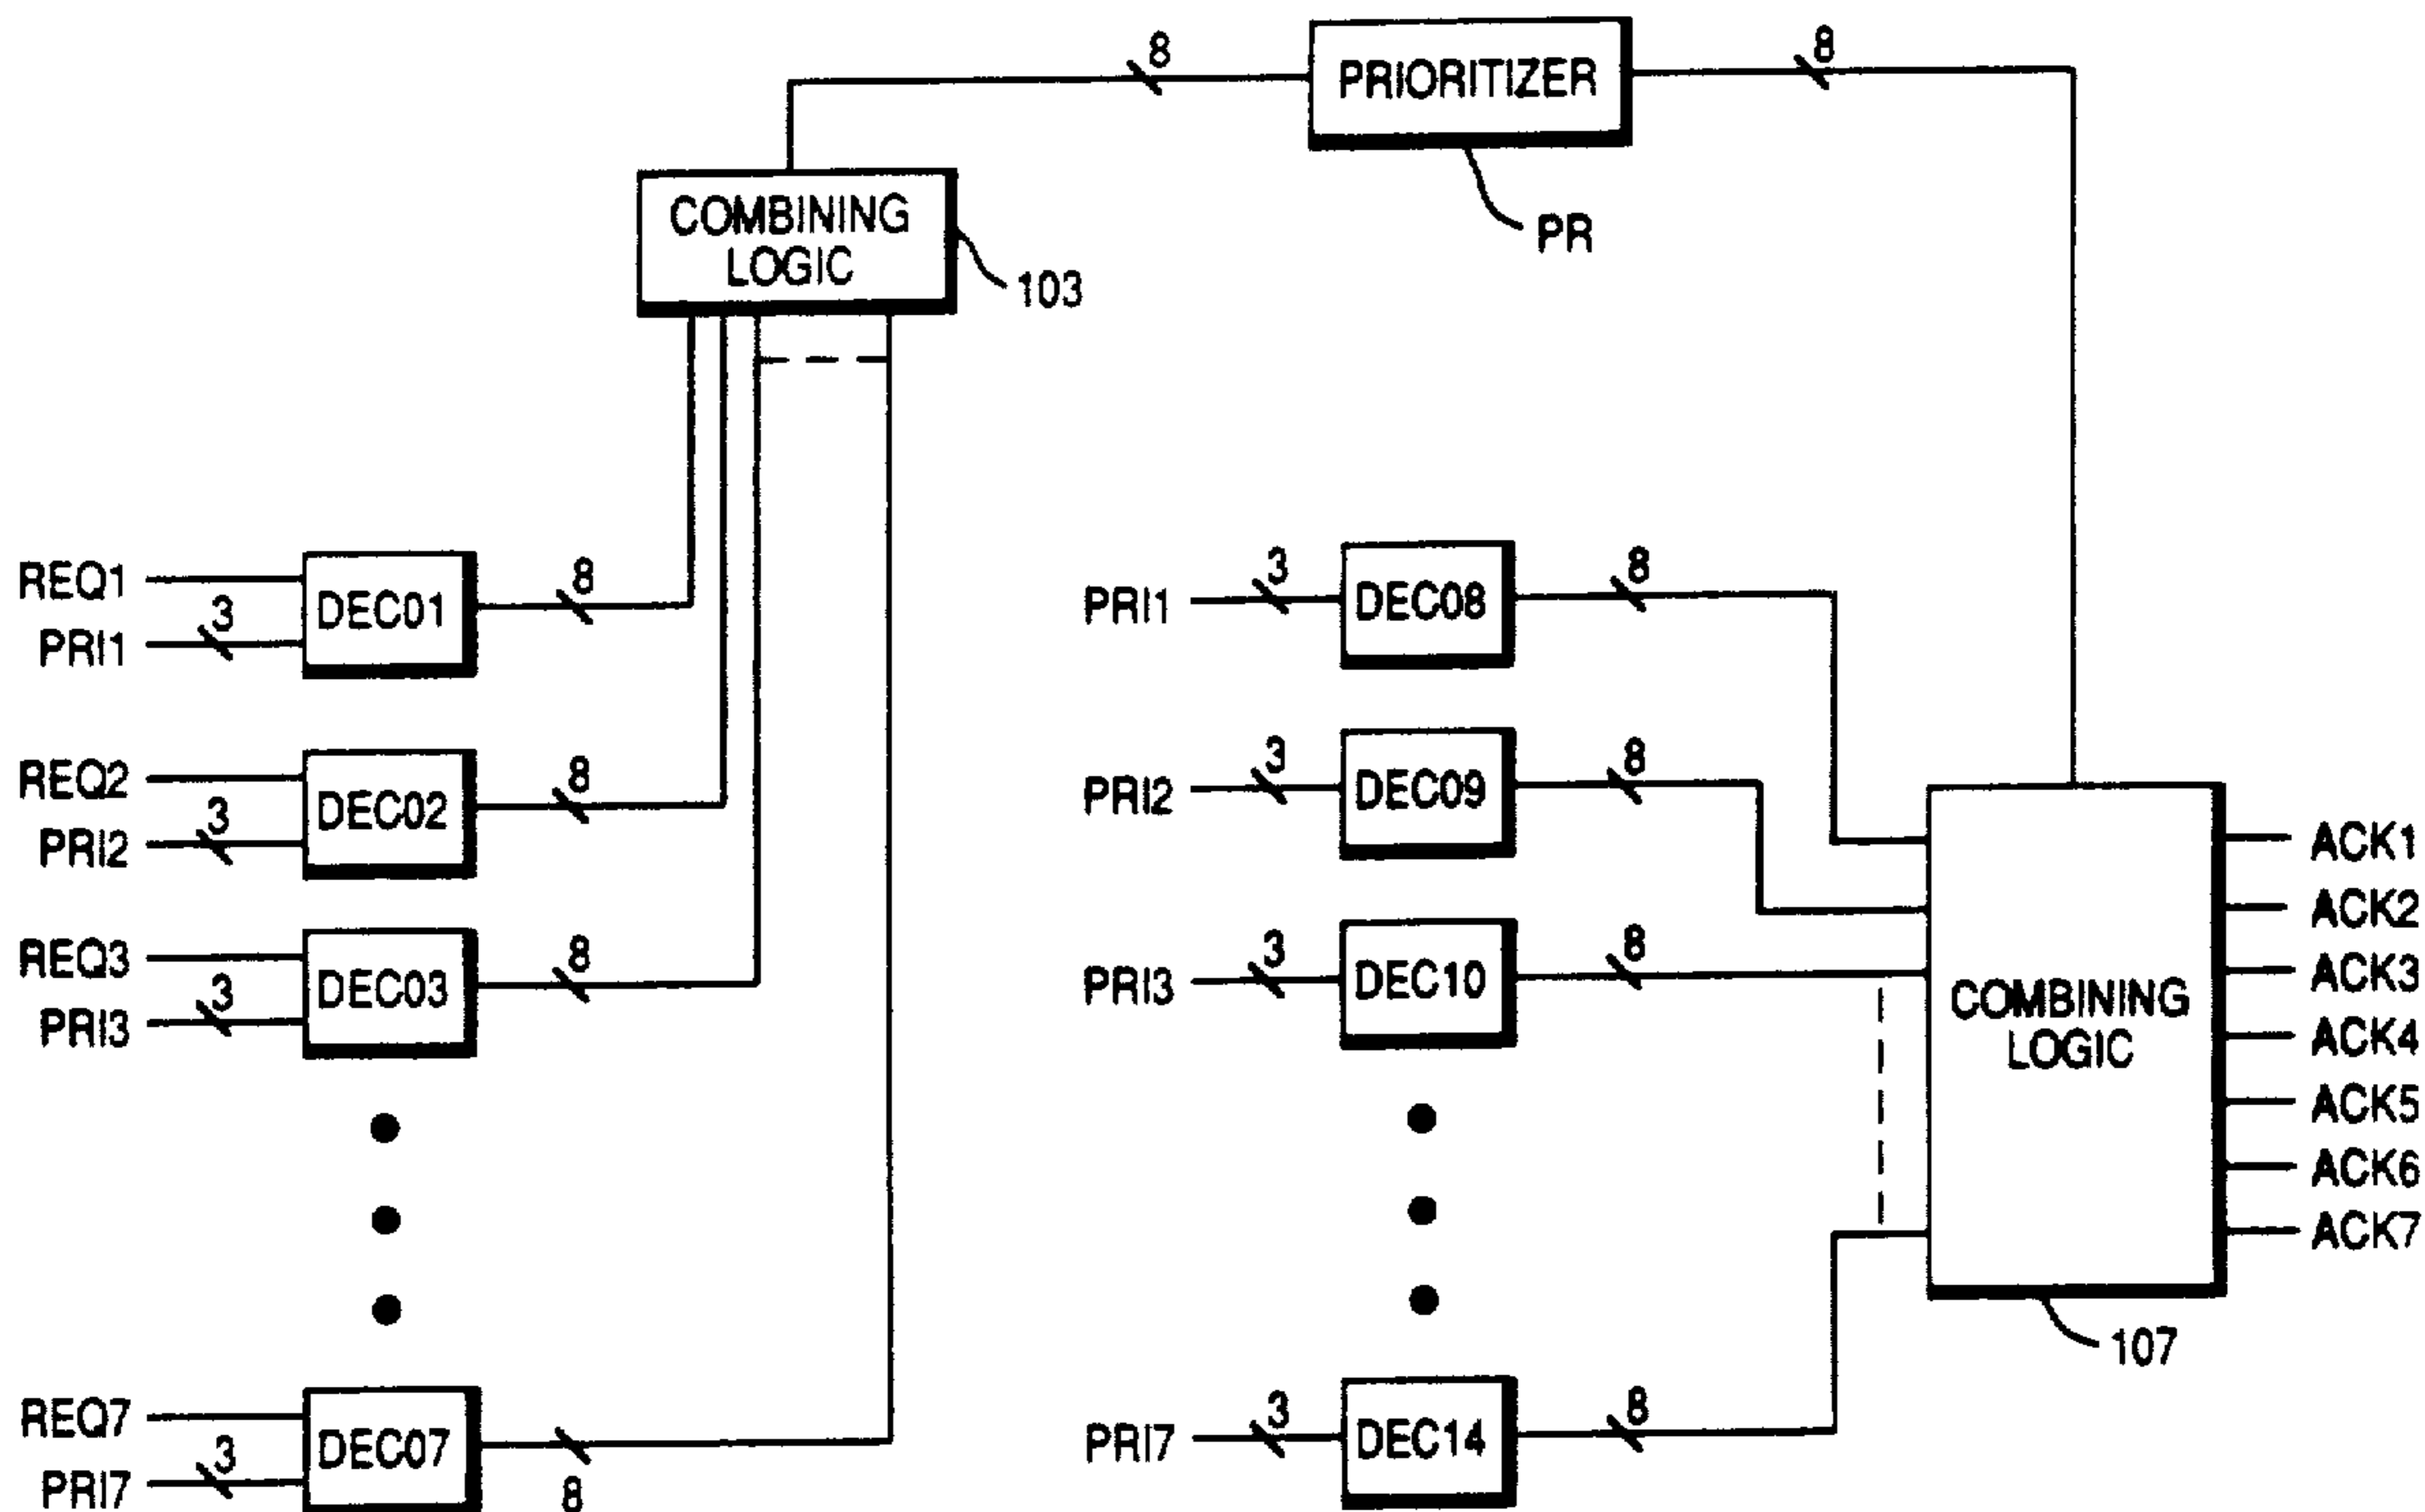 8
PRIORITIZER
8
PR
COMBINING
LOGIC
103
REQ1
PRI1
3
DEC01
8
REQ2
PRI2
3
DEC02
8
REQ3
PRI3
3
DEC03
8
REQ7
PRI7
3
DEC07
8
PRI1
3
DEC08
8
PRI2
3
DEC09
8
PRI3
3
DEC10
8
PRI7
3
DEC14
8
COMBINING
LOGIC
107
ACK1
ACK2
ACK3
ACK4
ACK5
ACK6
ACK7